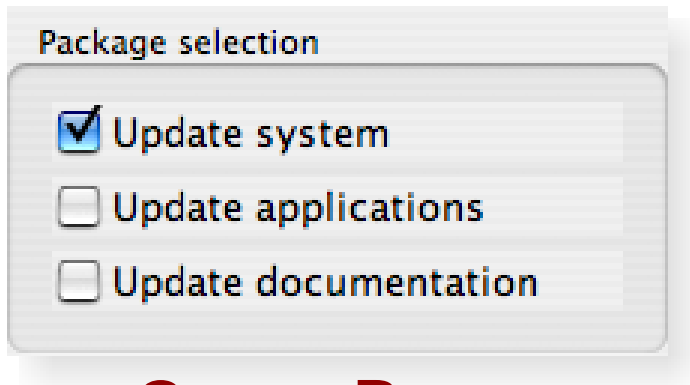 Package selection
Update system
Update applications
Update documentation